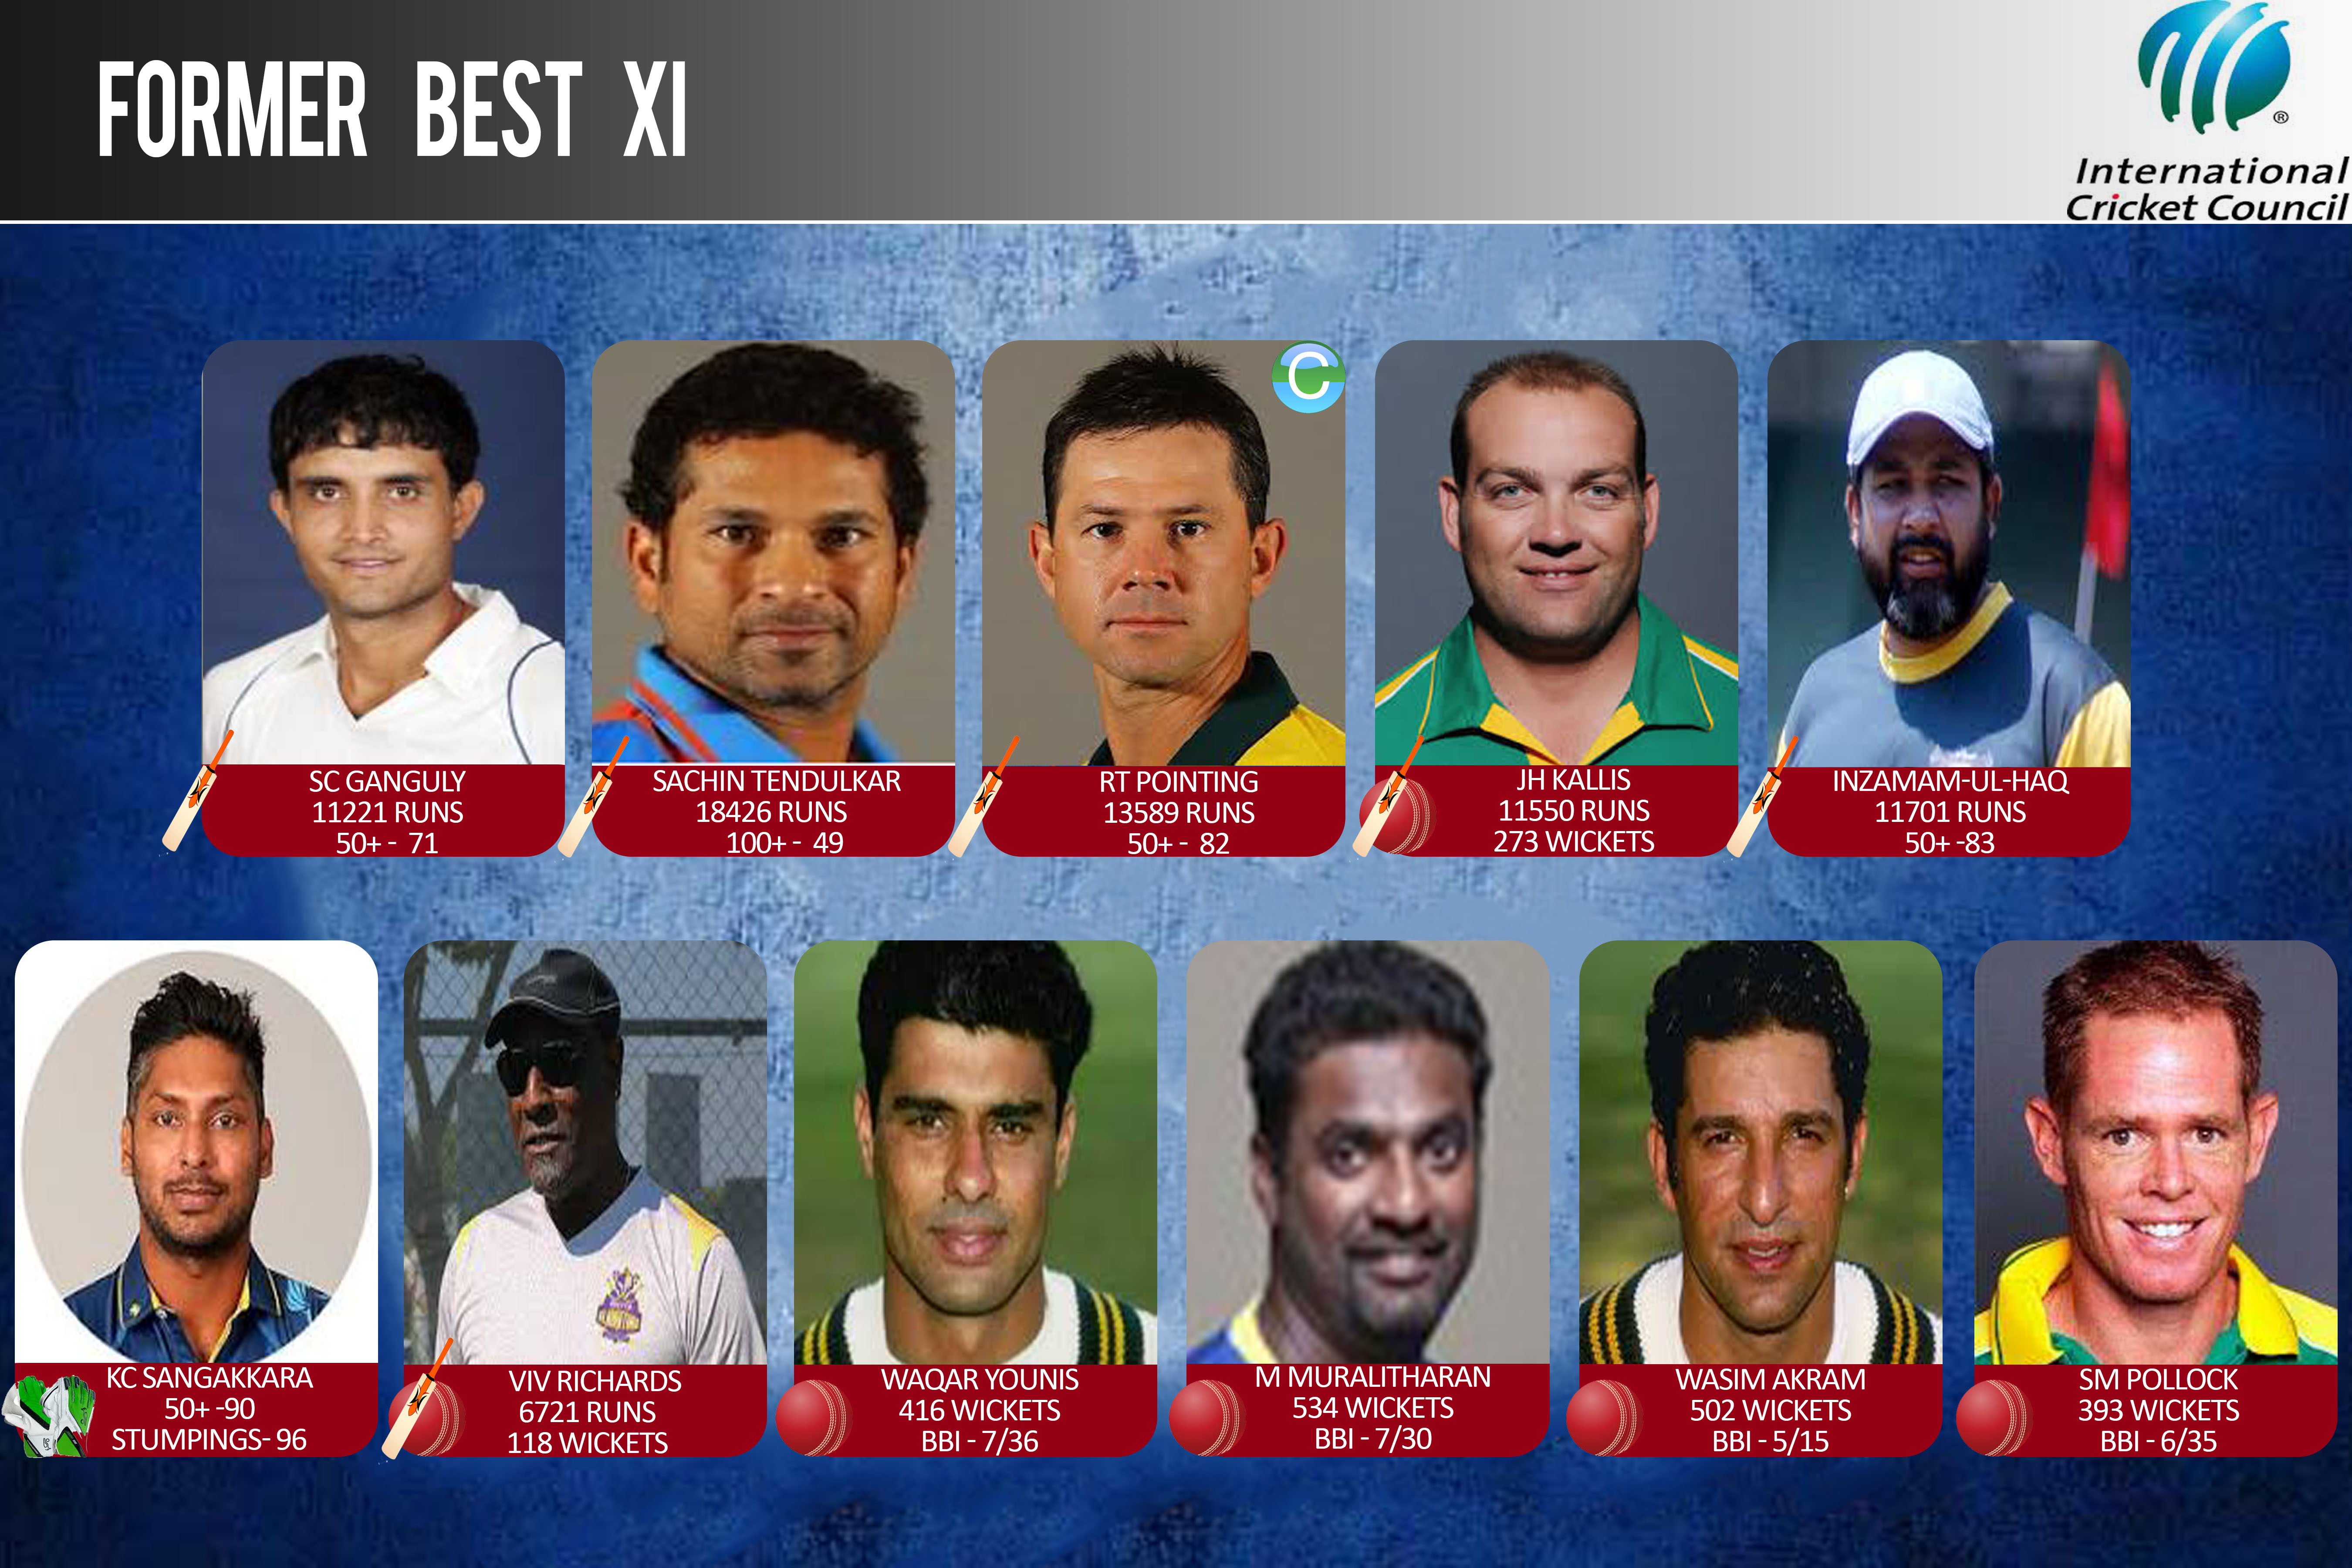 FORMER BEST XI
®
International
Cricket Council
C
SC GANGULY
11221 RUNS
50+ - 71
SACHIN TENDULKAR
18426 RUNS
100+ - 49
RT POINTING
13589 RUNS
50+ - 82
JH KALLIS
11550 RUNS
273 WICKETS
INZAMAM-UL-HAQ
11701 RUNS
50+ -83
KC SANGAKKARA
50+ -90
STUMPINGS- 96
VIV RICHARDS
6721 RUNS
118 WICKETS
WAQAR YOUNIS
416 WICKETS
BBI - 7/36
M MURALITHARAN
534 WICKETS
BBI - 7/30
WASIM AKRAM
502 WICKETS
BBI - 5/15
SM POLLOCK
393 WICKETS
BBI - 6/35